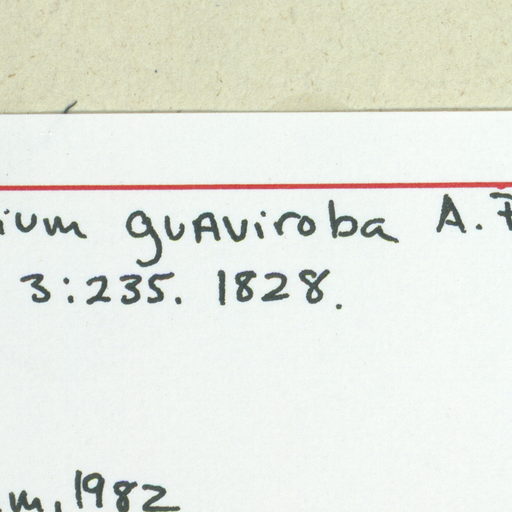 ium guaviroba A.
3:235. 1828.
m, 1982